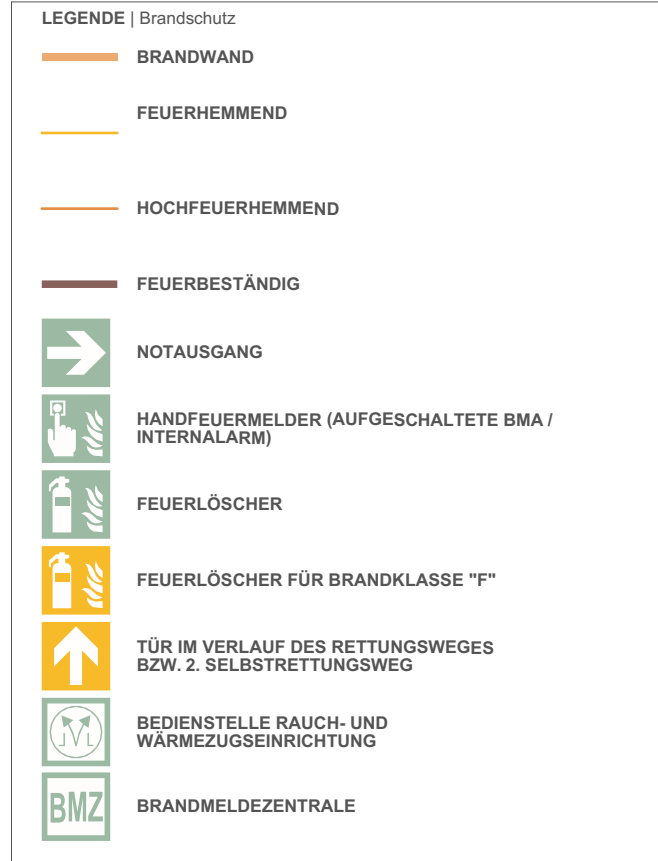 LEGENDE | Brandschutz
BRANDWAND
FEUERHEMMEND
HOCHFEUERHEMMEND
FEUERBESTÄNDIG
NOTAUSGANG
HANDFEUERMELDER (AUFGESCHALTETE BMA /
INTERNALARM)
FEUERLÖSCHER
FEUERLÖSCHER FÜR BRANDKLASSE "F"
TÜR IM VERLAUF DES RETTUNGSWEGES
BZW. 2. SELBSTRETTUNGSWEG
BEDIENSTELLE RAUCH- UND
WÄRMEZUGSEINRICHTUNG
BMZ BRANDMELDEZENTRALE